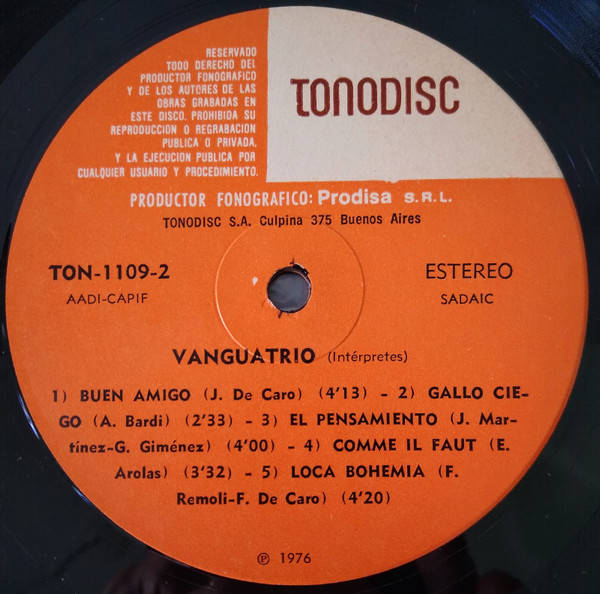 RESERVADO
TODO DERECHO DEL
PRODUCTOR FONOGRAFICO
Y DE LOS AUTORES DE LAS
OBRAS GRABADAS EN
ESTE DISCO. PROHIBIDA SU
REPRODUCCION O REGRABACION
PUBLICA O PRIVADA,
Y LA EJECUCION PUBLICA POR
CUALQUIER USUARIO Y PROCEDIMIENTO.
TONODISC
PRODUCTOR FONOGRAFICO: Prodisa S.R.L.
TONODISC S.A. Culpina 375 Buenos Aires
TON-1109-2
AADI-CAPIF
ESTEREO
SADAIC
VANGUATRIO (Intérpretes)
1) BUEN AMIGO (J. De Caro) (4'13) - 2) GALLO CIE-
GO (A. Bardi) (2'33) - 3) EL PENSAMIENTO (J. Mar-
tínez-G. Giménez) (4'00) - 4) COMME IL FAUT (E.
Arolas) (3'32) - 5) LOCA BOHEMIA (F.
Remoli-F. De Caro) (4'20)
℗ 1976